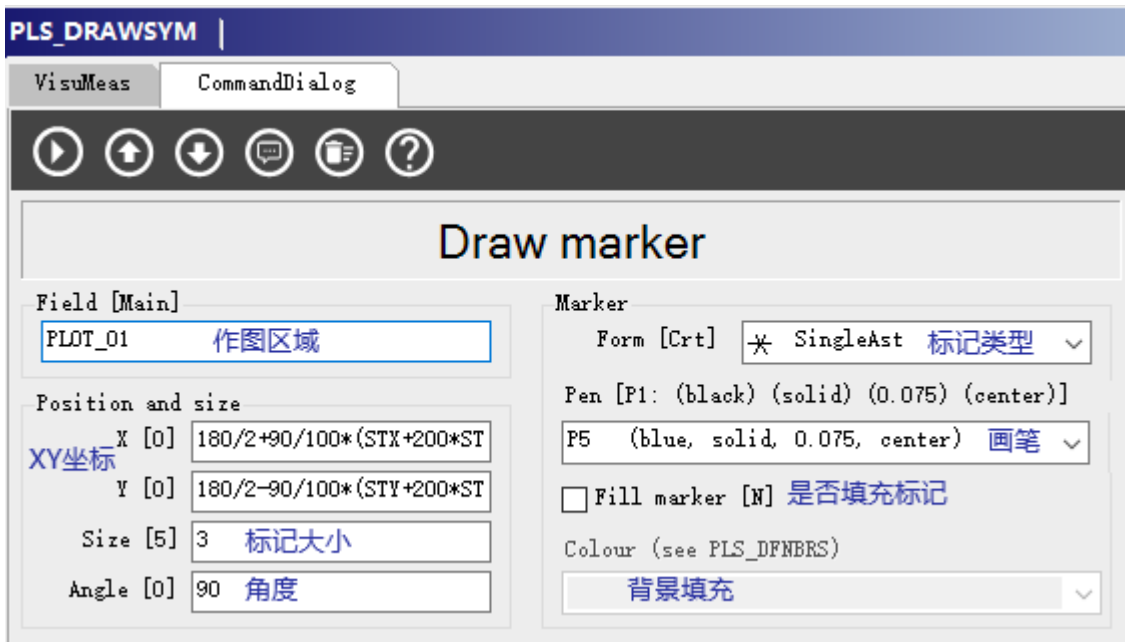 PLS_DRAWSYM
VisuMeas
CommandDialog
Draw marker
Field [Main]
PLOT_01 作图区域
Position and size
XY坐标
X [0] 180/2+90/100*(STX+200*ST
Y [0] 180/2-90/100*(STY+200*ST
Size [5] 3 标记大小
Angle [0] 90 角度
Marker
Form [Crt] SingleAst 标记类型
Pen [P1: (black) (solid) (0.075) (center)]
P5 (blue, solid, 0.075, center) 画笔
Fill marker [N] 是否填充标记
Colour (see PLS_DFNBRS)
背景填充